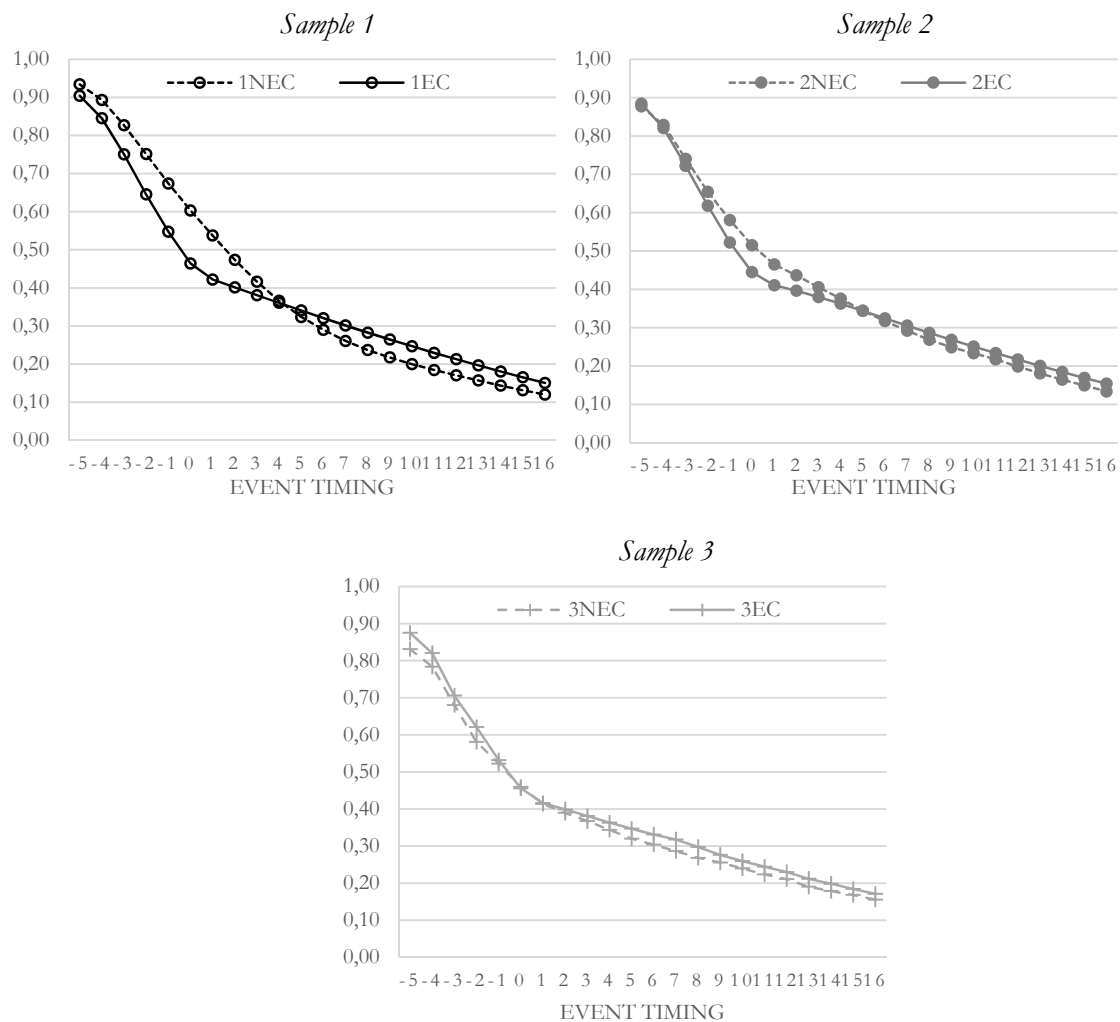 Sample 1
1,00
1NEC 1EC
0,90
0,80
0,70
0,60
0,50
0,40
0,30
0,20
0,10
0,00
-5 -4 -3 -2 -1 0 1 2 3 4 5 6 7 8 9 10 11 12 13 14 15 16
EVENT TIMING
Sample 2
1,00
2NEC 2EC
0,90
0,80
0,70
0,60
0,50
0,40
0,30
0,20
0,10
0,00
-5 -4 -3 -2 -1 0 1 2 3 4 5 6 7 8 9 10 11 12 13 14 15 16
EVENT TIMING
Sample 3
1,00
3NEC 3EC
0,90
0,80
0,70
0,60
0,50
0,40
0,30
0,20
0,10
0,00
-5 -4 -3 -2 -1 0 1 2 3 4 5 6 7 8 9 10 11 12 13 14 15 16
EVENT TIMING